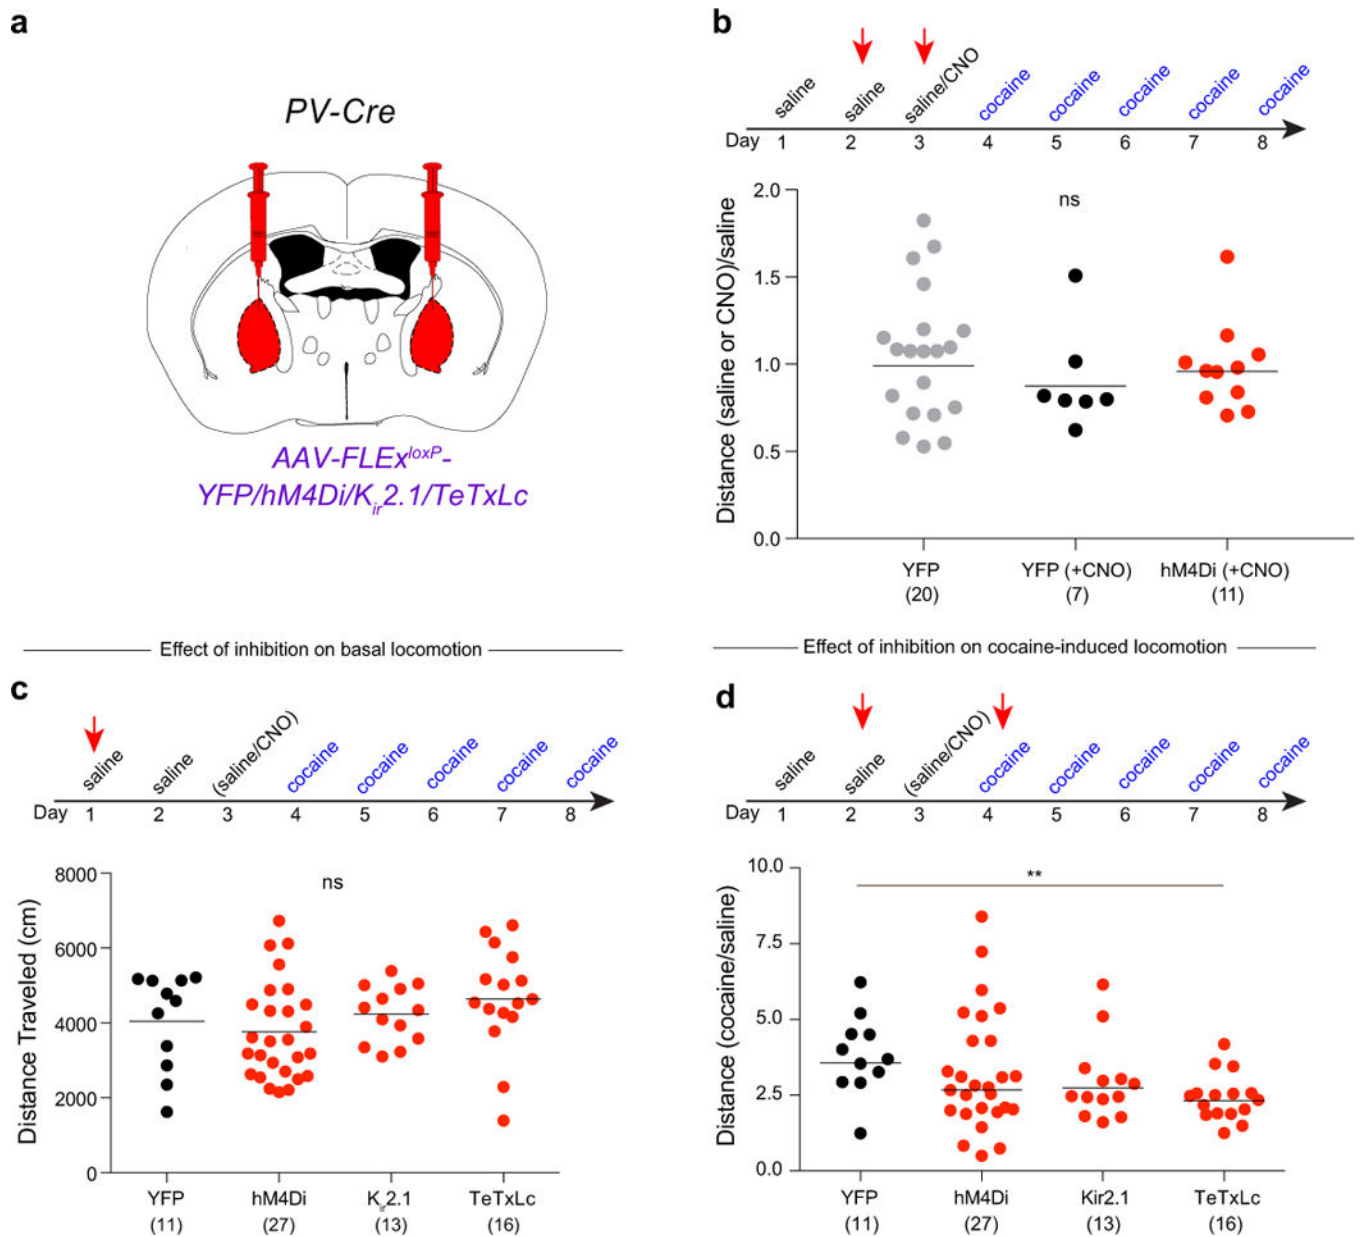 a
PV-Cre
AAV-FLEx^loxP-
YFP/hM4Di/K_ir2.1/TeTxLc
b
saline
saline
saline/CNO
cocaine
cocaine
cocaine
cocaine
cocaine
Day 1 2 3 4 5 6 7 8
ns
Distance (saline or CNO)/saline
2.0
1.5
1.0
0.5
0.0
YFP YFP (+CNO) hM4Di (+CNO)
(20) (7) (11)
Effect of inhibition on basal locomotion
Effect of inhibition on cocaine-induced locomotion
c
saline
saline
(saline/CNO)
cocaine
cocaine
cocaine
cocaine
cocaine
Day 1 2 3 4 5 6 7 8
ns
Distance Traveled (cm)
8000
6000
4000
2000
0
YFP hM4Di K_ir2.1 TeTxLc
(11) (27) (13) (16)
d
saline
saline
(saline/CNO)
cocaine
cocaine
cocaine
cocaine
cocaine
Day 1 2 3 4 5 6 7 8
**
Distance (cocaine/saline)
10.0
7.5
5.0
2.5
0.0
YFP hM4Di Kir2.1 TeTxLc
(11) (27) (13) (16)